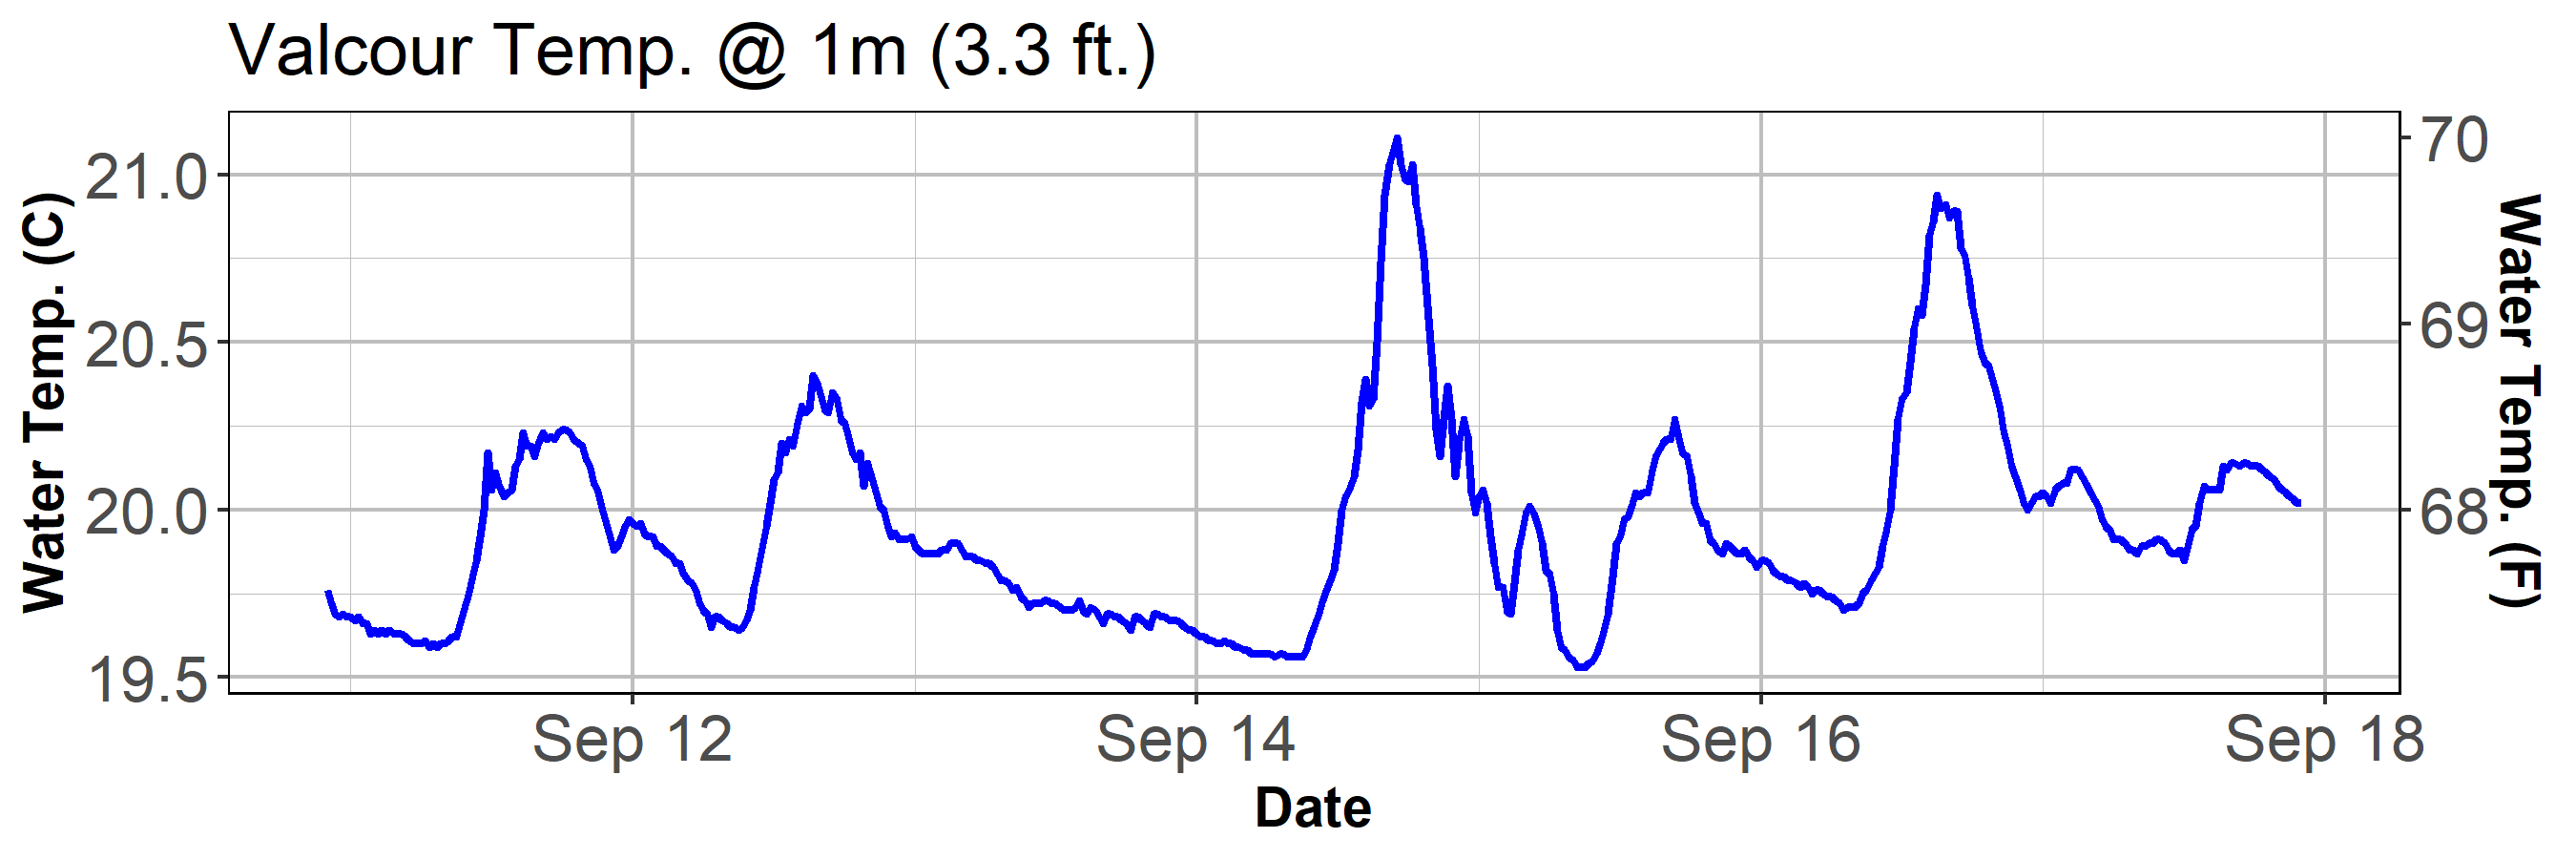 Valcour Temp. @ 1m (3.3 ft.)
Water Temp. (C)
21.0
20.5
20.0
19.5
70
69
68
Water Temp. (F)
Sep 12 Sep 14 Sep 16 Sep 18
Date